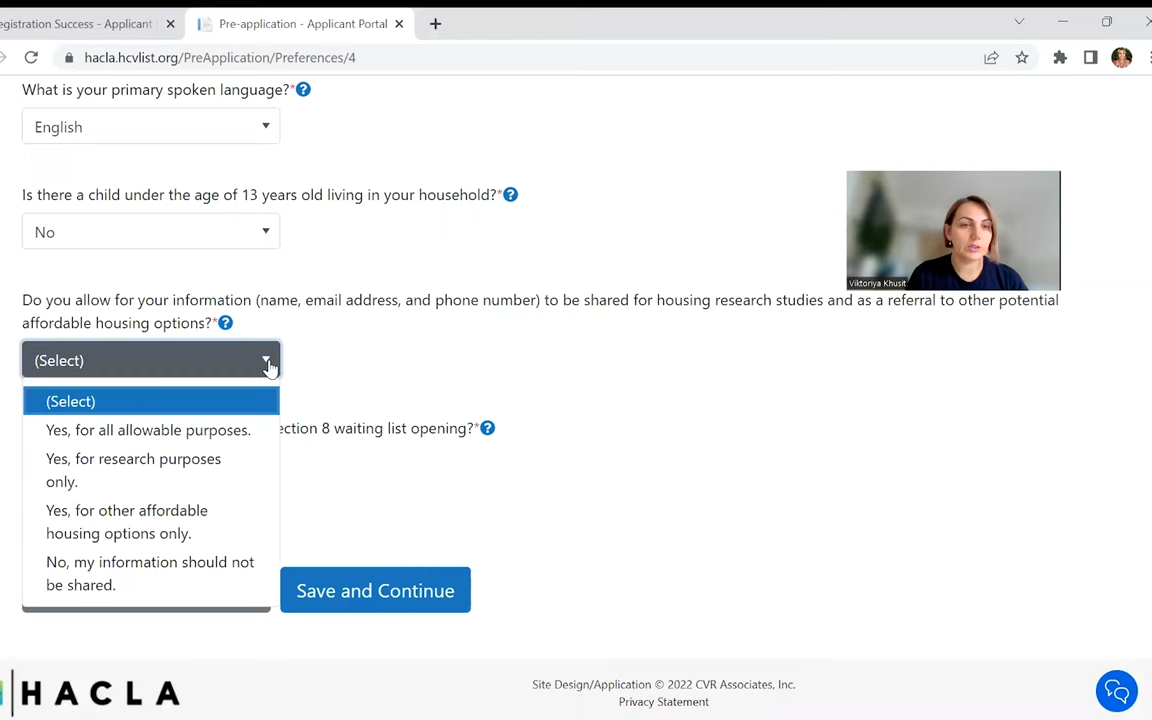 egistration Success - Applicant
Pre-application - Applicant Portal
hacla.hcvlist.org/PreApplication/Preferences/4
What is your primary spoken language?*
English
Is there a child under the age of 13 years old living in your household?*
No
Viktoriya Khusit
Do you allow for your information (name, email address, and phone number) to be shared for housing research studies and as a referral to other potential
affordable housing options?*
(Select)
(Select)
Yes, for all allowable purposes.
ection 8 waiting list opening?*
Yes, for research purposes
only.
Yes, for other affordable
housing options only.
No, my information should not
be shared.
Save and Continue
HACLA
Site Design/Application © 2022 CVR Associates, Inc.
Privacy Statement